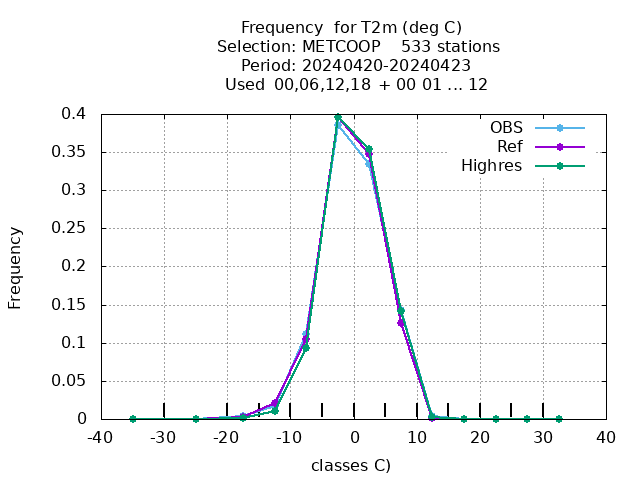 Frequency  for T2m (deg C)
Selection: METCOOP    533 stations
Period: 20240420-20240423
Used  00,06,12,18 + 00 01 ... 12
0.4
0.35
0.3
0.25
0.2
0.15
0.1
0.05
0
Frequency
OBS
Ref
Highres
-40 -30 -20 -10 0 10 20 30 40
classes C)